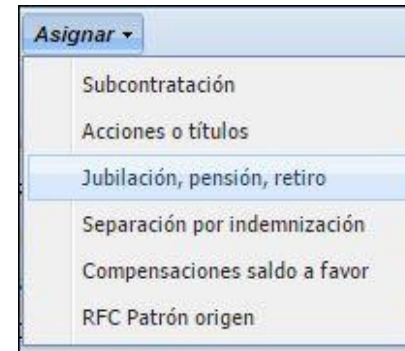 Asignar
Subcontratación
Acciones o títulos
Jubilación, pensión, retiro
Separación por indemnización
Compensaciones saldo a favor
RFC Patrón origen